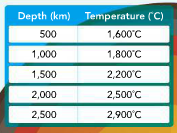 Depth (km) Temperature (°C)
500 1,600°C
1,000 1,800°C
1,500 2,200°C
2,000 2,500°C
2,500 2,900°C